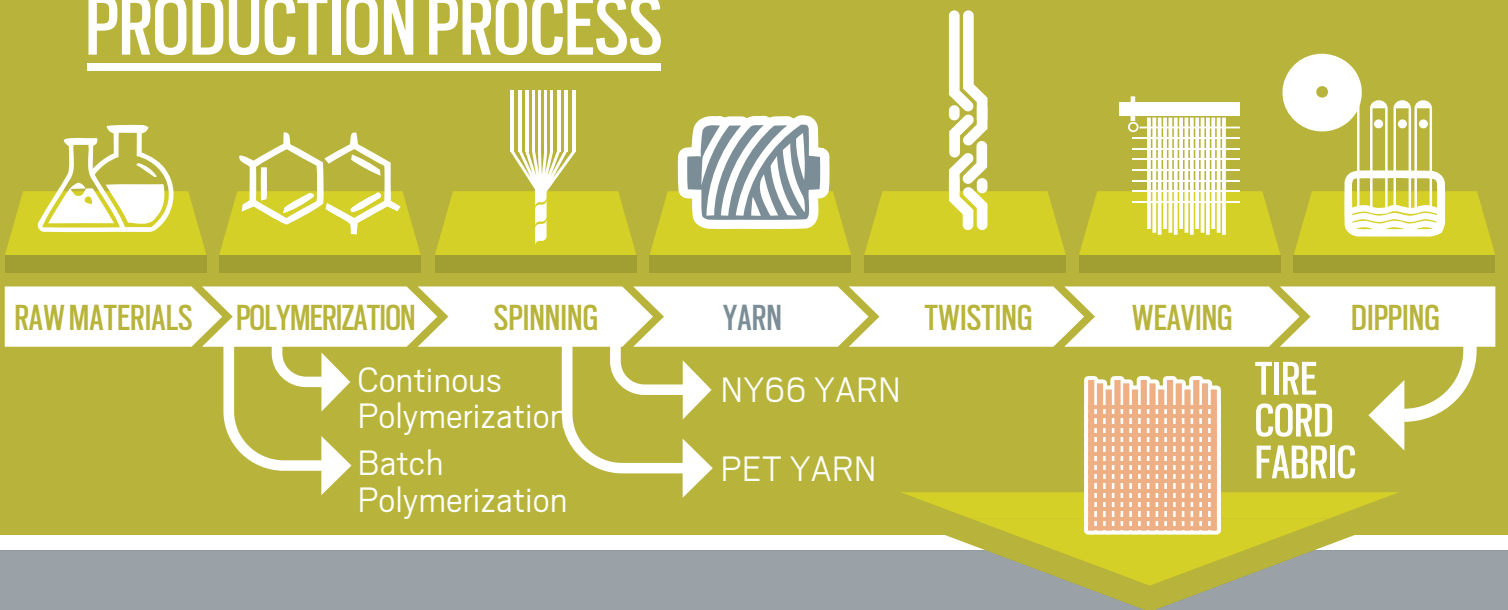 PRODUCTION PROCESS
RAW MATERIALS
POLYMERIZATION
SPINNING
YARN
TWISTING
WEAVING
DIPPING
Continous
Polymerization
Batch
Polymerization
NY66 YARN
PET YARN
TIRE
CORD
FABRIC